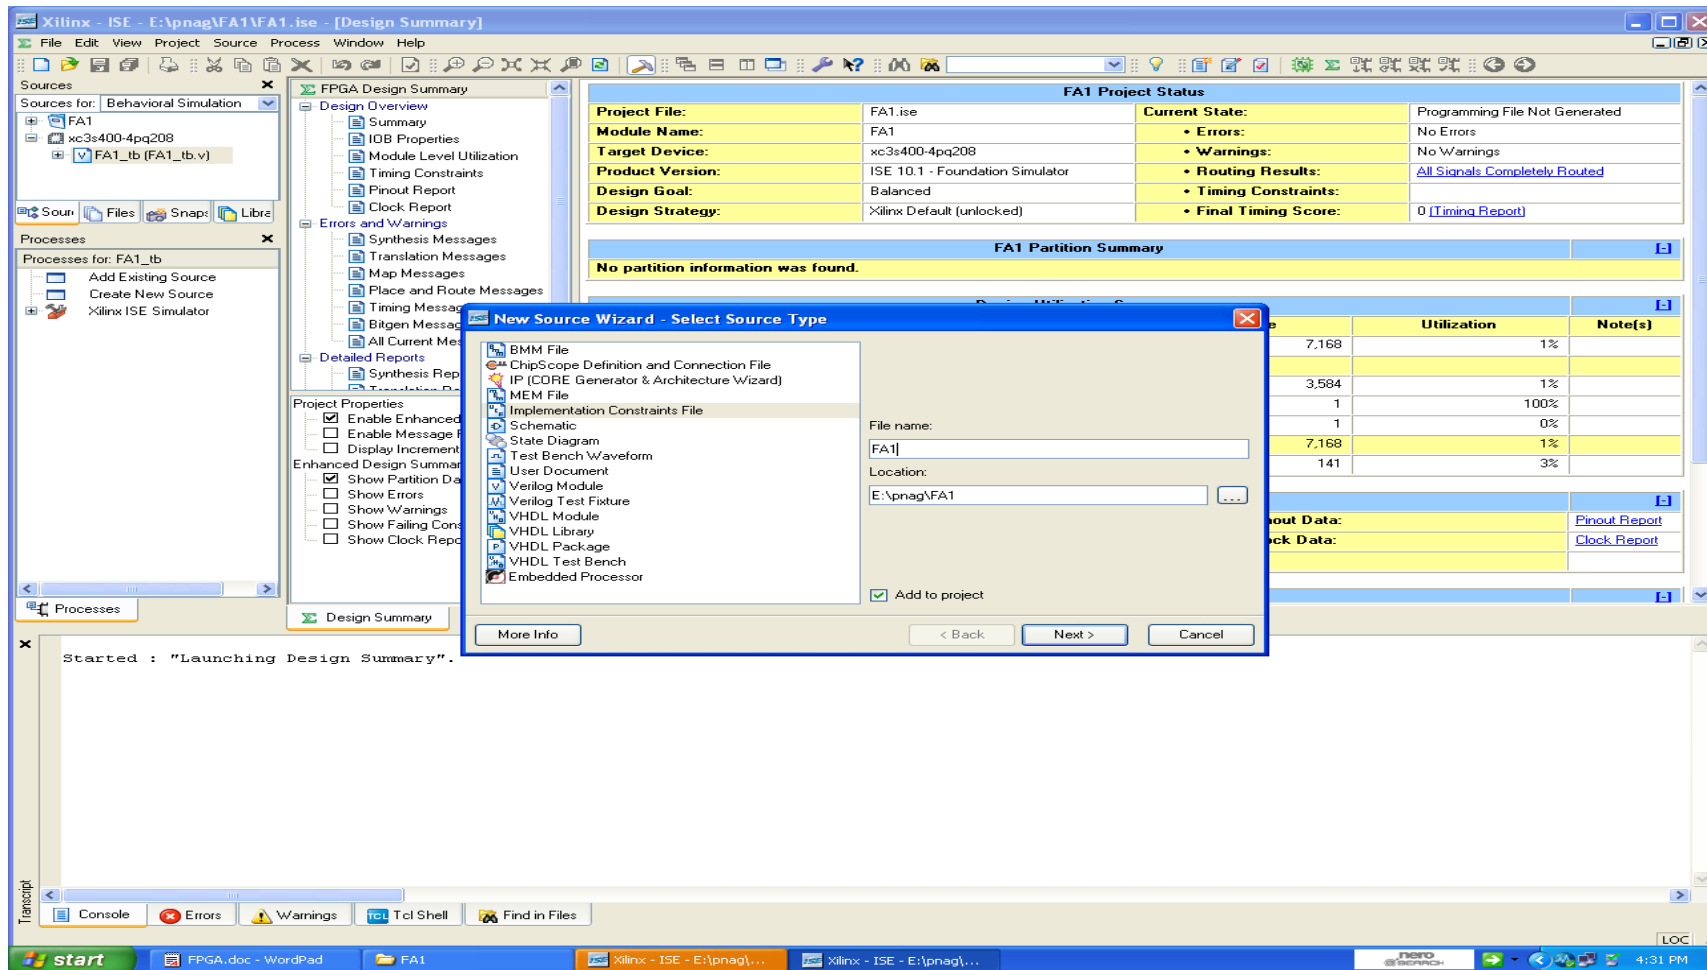 Xilinx - ISE - E:\pnag\FA1\FA1.ise - [Design Summary]
File Edit View Project Source Process Window Help
Sources
Sources for: Behavioral Simulation
FA1
xc3s400-4pq208
FA1_tb (FA1_tb.v)
Sour Files Snaps Libra
Processes
Processes for: FA1_tb
Add Existing Source
Create New Source
Xilinx ISE Simulator
Processes
FPGA Design Summary
Design Overview
Summary
IOB Properties
Module Level Utilization
Timing Constraints
Pinout Report
Clock Report
Errors and Warnings
Synthesis Messages
Translation Messages
Map Messages
Place and Route Messages
Timing Messag
Bitgen Messag
All Current Mes
Detailed Reports
Synthesis Rep
Project Properties
Enable Enhanced
Enable Message F
Display Increment
Enhanced Design Summar
Show Partition Da
Show Errors
Show Warnings
Show Failing Cons
Show Clock Repo
Design Summary
FA1 Project Status
Project File: FA1.ise Current State: Programming File Not Generated
Module Name: FA1 • Errors: No Errors
Target Device: xc3s400-4pq208 • Warnings: No Warnings
Product Version: ISE 10.1 - Foundation Simulator • Routing Results: All Signals Completely Routed
Design Goal: Balanced • Timing Constraints:
Design Strategy: Xilinx Default (unlocked) • Final Timing Score: 0 (Timing Report)
FA1 Partition Summary [-]
No partition information was found.
[-]
e Utilization Note(s)
7,168 1%
3,584 1%
1 100%
1 0%
7,168 1%
141 3%
[-]
out Data: Pinout Report
ck Data: Clock Report
[-]
New Source Wizard - Select Source Type
BMM File
ChipScope Definition and Connection File
IP (CORE Generator & Architecture Wizard)
MEM File
Implementation Constraints File
Schematic
State Diagram
Test Bench Waveform
User Document
Verilog Module
Verilog Test Fixture
VHDL Module
VHDL Library
VHDL Package
VHDL Test Bench
Embedded Processor
File name:
FA1
Location:
E:\pnag\FA1
...
Add to project
More Info < Back Next > Cancel
Started : "Launching Design Summary".
Transcript
Console Errors Warnings Tcl Shell Find in Files
LOC
start FPGA.doc - WordPad FA1 Xilinx - ISE - E:\pnag\... Xilinx - ISE - E:\pnag\... nero SEARCH 4:31 PM